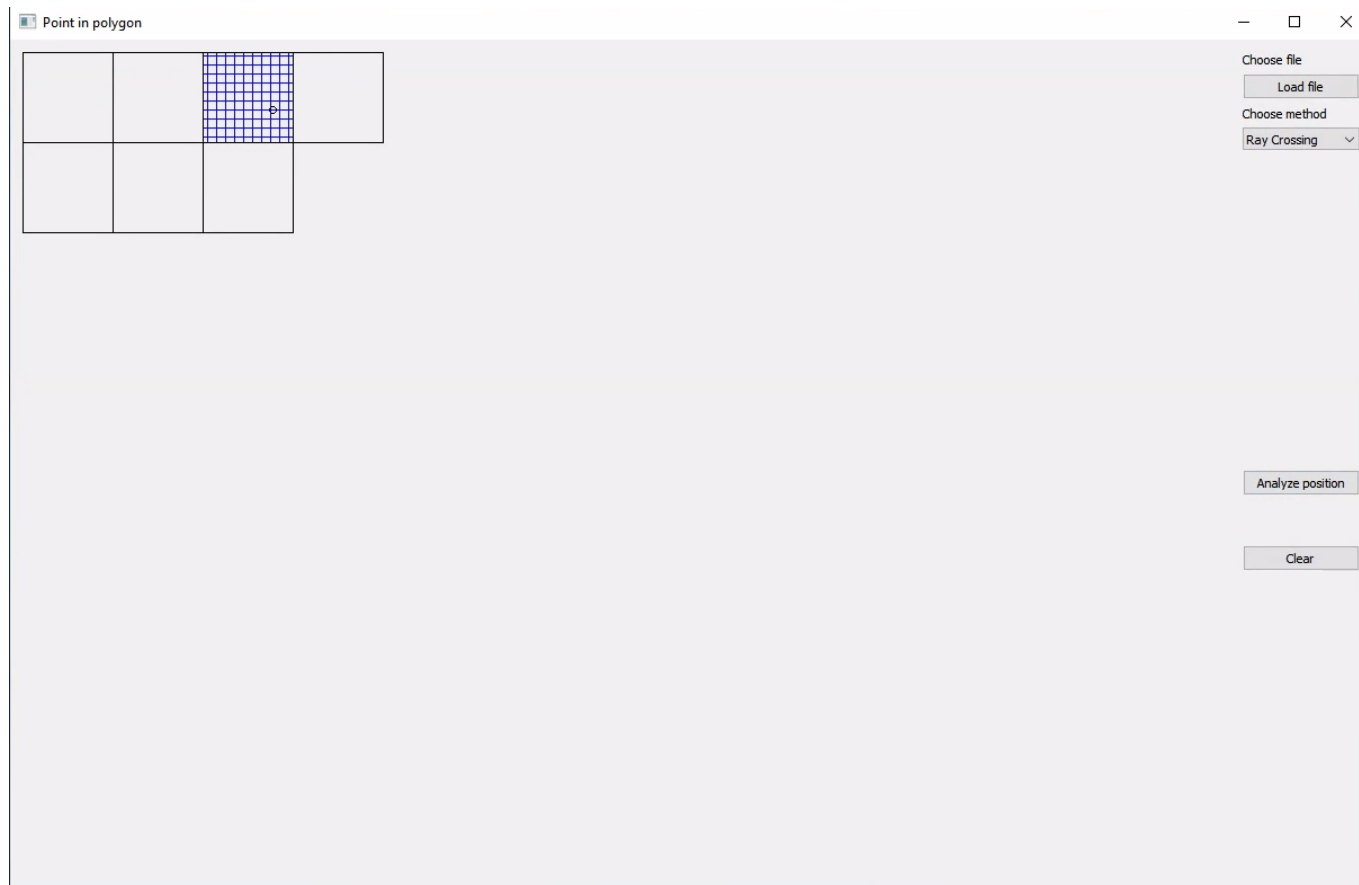 Point in polygon
Choose file
Load file
Choose method
Ray Crossing
Analyze position
Clear